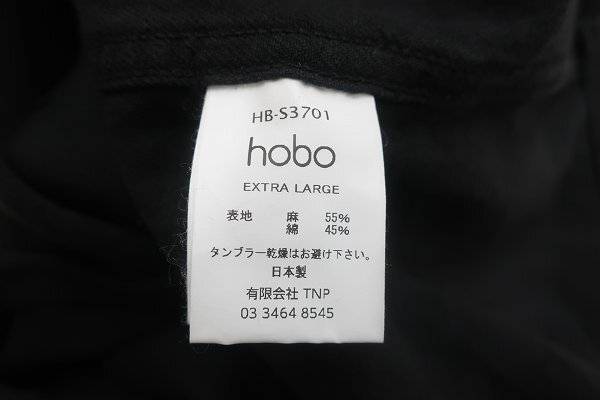 HB-S3701
hobo
EXTRA LARGE
表地 麻 55%
綿 45%
タンブラー乾燥はお避け下さい。
日本製
有限会社 TNP
03 3464 8545